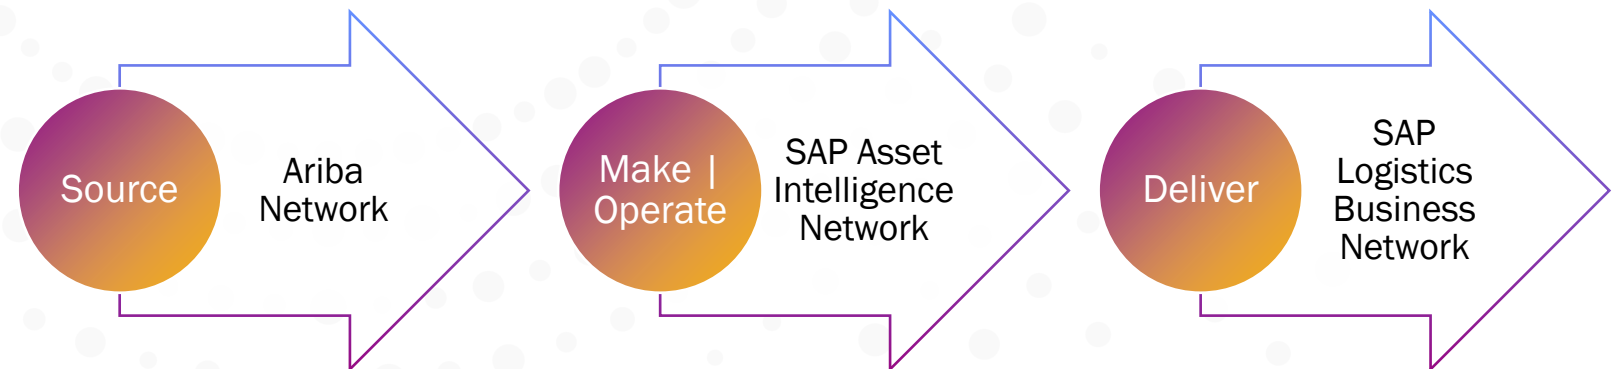 Source
Ariba
Network
Make |
Operate
SAP Asset
Intelligence
Network
Deliver
SAP
Logistics
Business
Network